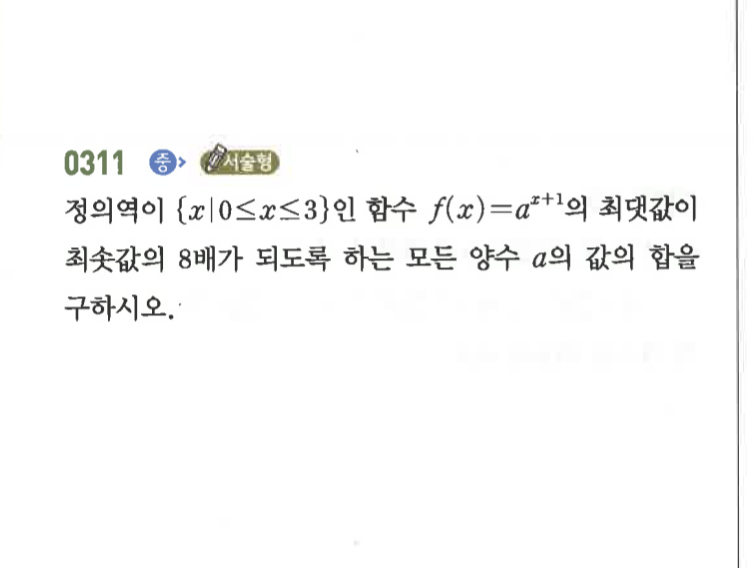 0311 중 서술형
정의역이 {x|0≤x≤3}인 함수 f(x)=aˣ⁺¹의 최댓값이
최솟값의 8배가 되도록 하는 모든 양수 a의 값의 합을
구하시오.